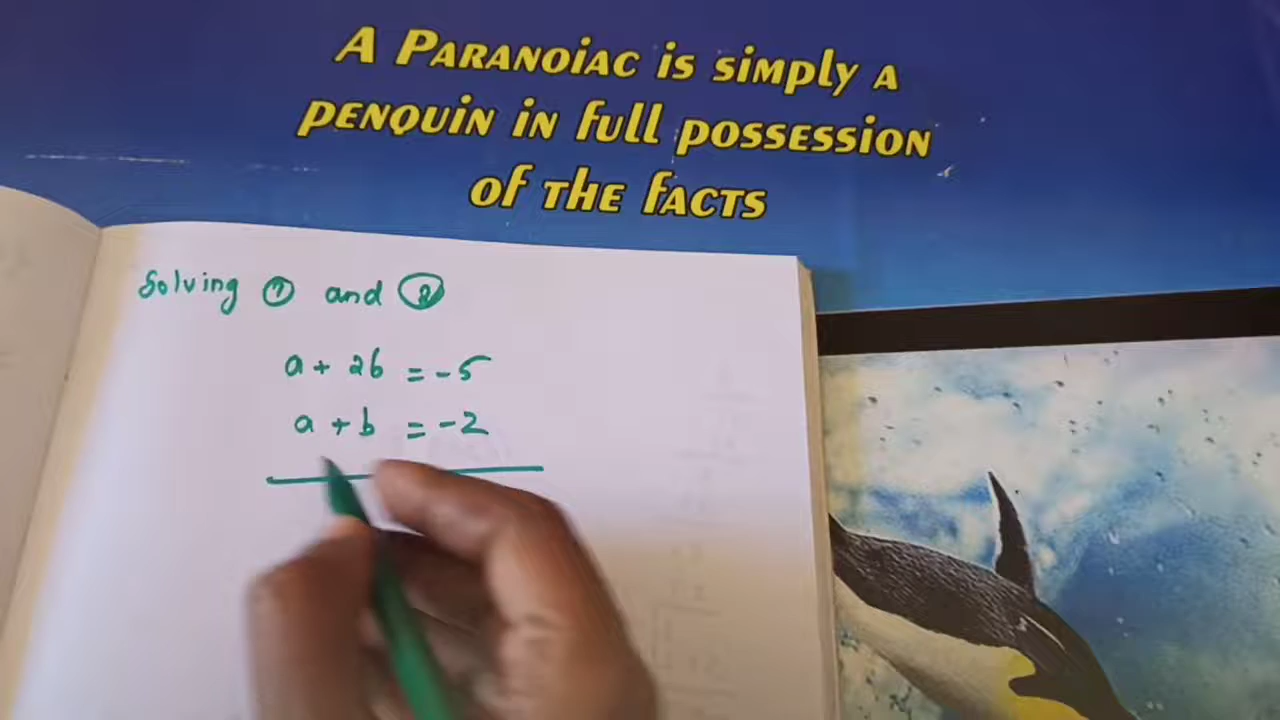 A PARANOiAC is simply A
PENQUiN iN full POSSESSiON
of THE fACTS
Solving ① and ②
a + 2b = -5
a + b = -2